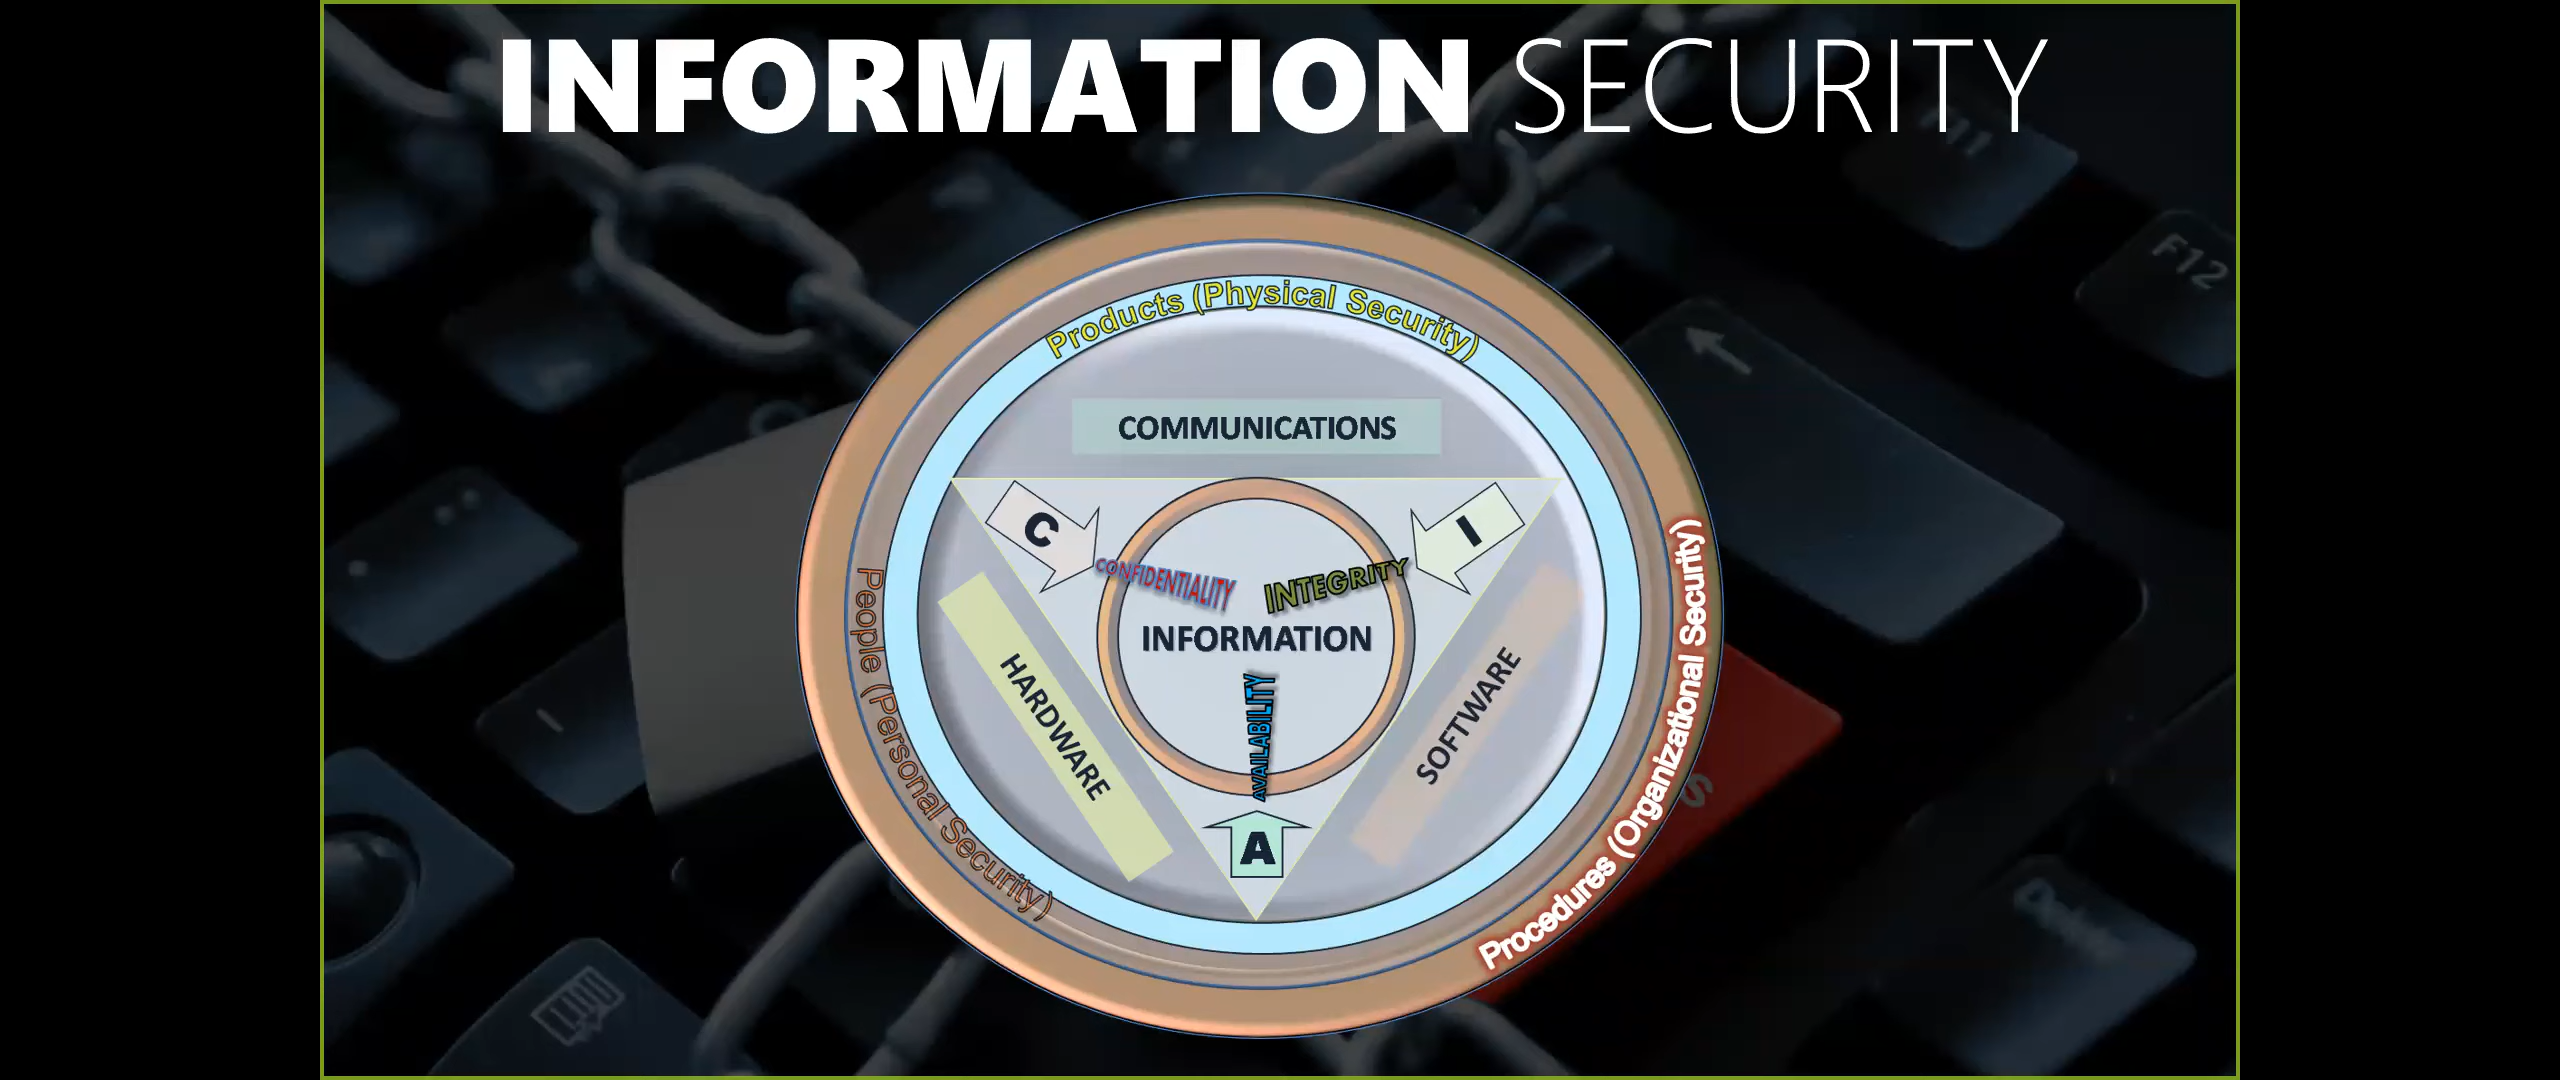 INFORMATION SECURITY
F11
F12
Products (Physical Security)
COMMUNICATIONS
C
I
CONFIDENTIALITY
INTEGRITY
INFORMATION
HARDWARE
SOFTWARE
AVAILABILITY
A
People (Personal Security)
Procedures (Organizational Security)
S